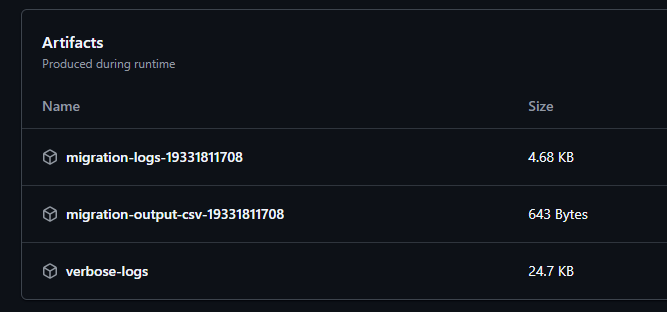 Artifacts
Produced during runtime
Name Size
migration-logs-19331811708 4.68 KB
migration-output-csv-19331811708 643 Bytes
verbose-logs 24.7 KB